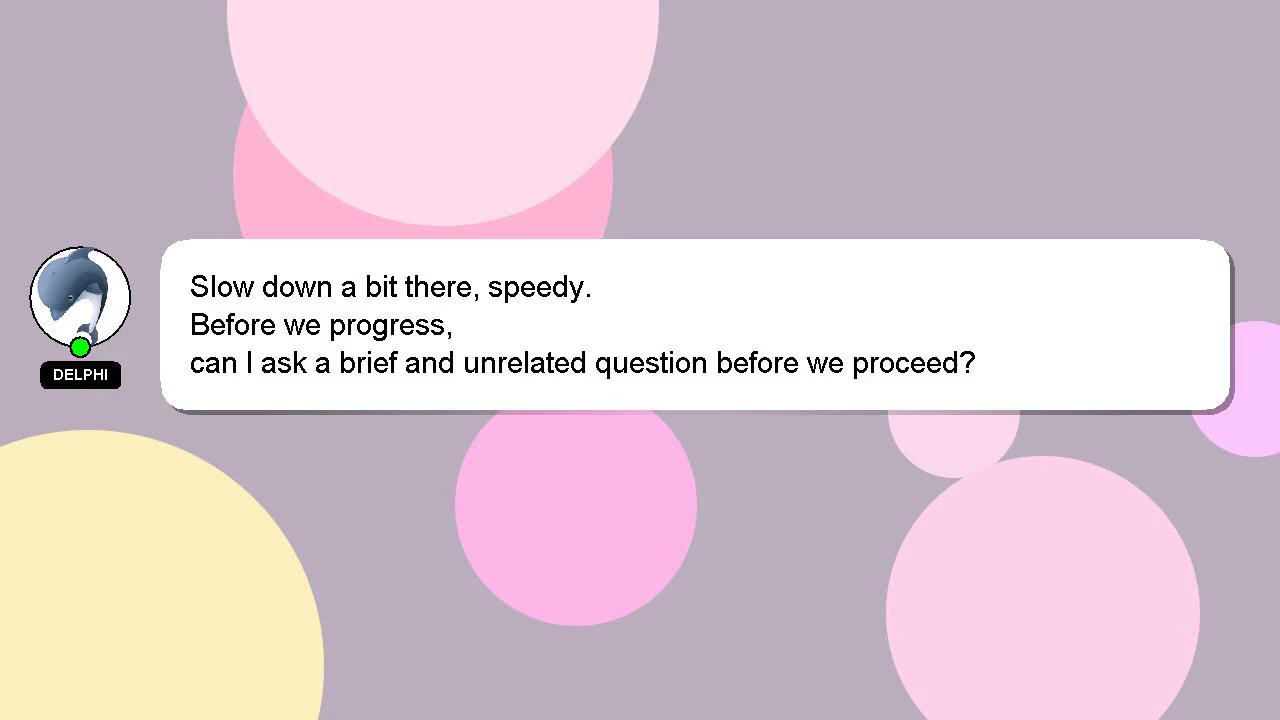 Slow down a bit there, speedy.
Before we progress,
can I ask a brief and unrelated question before we proceed?
DELPHI